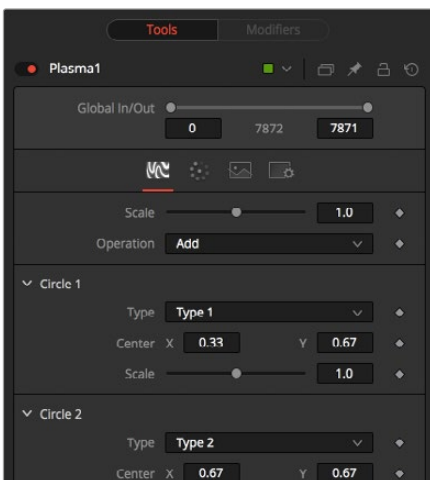 Tools Modifiers
Plasma1
Global In/Out
0 7872 7871
Scale 1.0
Operation Add
Circle 1
Type Type 1
Center X 0.33 Y 0.67
Scale 1.0
Circle 2
Type Type 2
Center X 0.67 Y 0.67